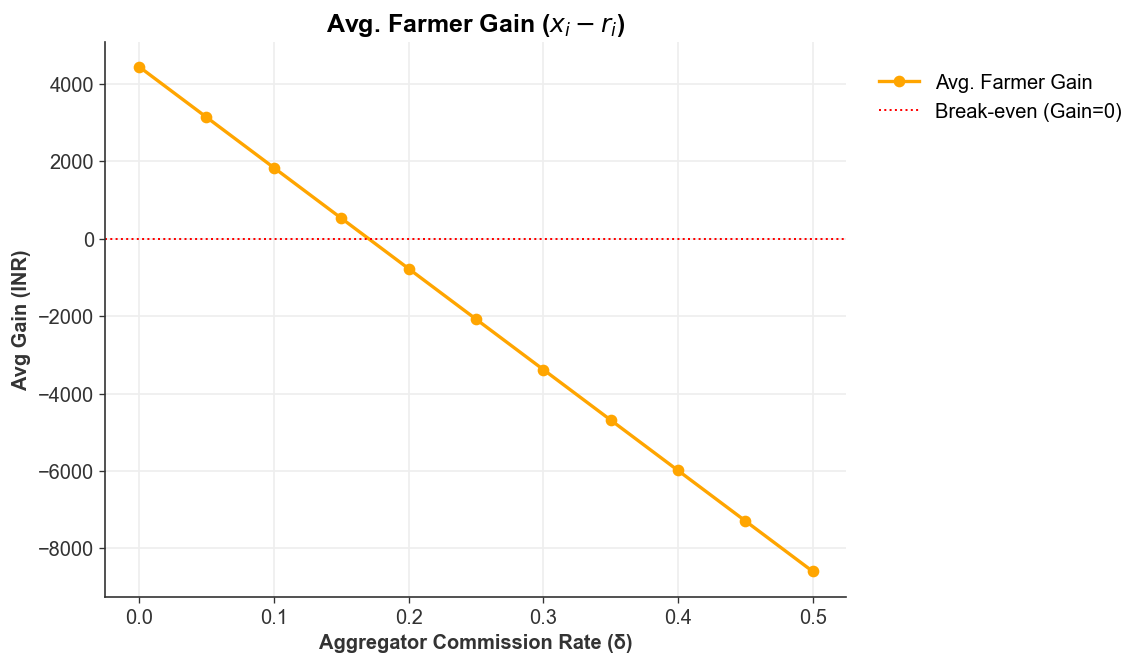 Avg. Farmer Gain (xᵢ − rᵢ)
Avg. Farmer Gain
Break-even (Gain=0)
Avg Gain (INR)
4000
2000
0
−2000
−4000
−6000
−8000
0.0 0.1 0.2 0.3 0.4 0.5
Aggregator Commission Rate (δ)